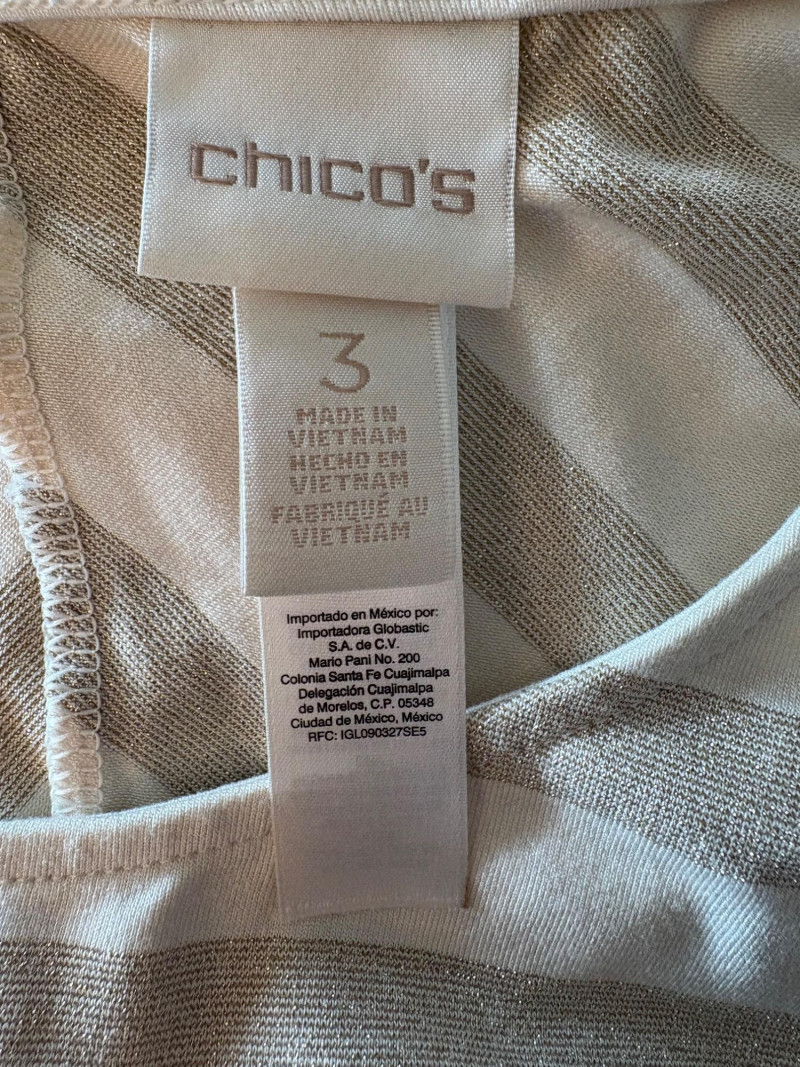 chico's
3
MADE IN
VIETNAM
HECHO EN
VIETNAM
FABRIQUÉ AU
VIETNAM
Importado en México por:
Importadora Globastic
S.A. de C.V.
Mario Pani No. 200
Colonia Santa Fe Cuajimalpa
Delegación Cuajimalpa
de Morelos, C.P. 05348
Ciudad de México, México
RFC: IGL090327SE5